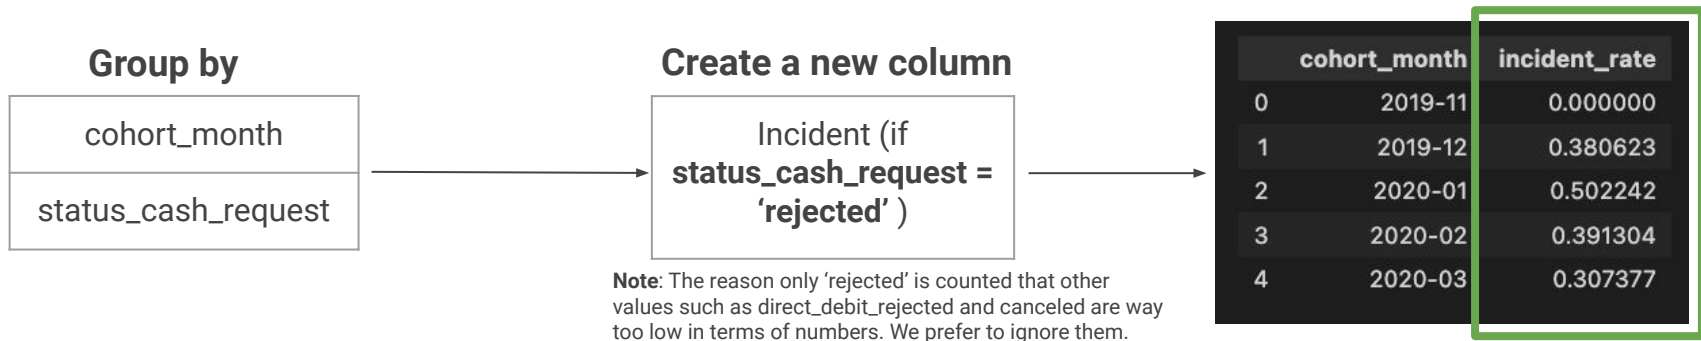 Group by
cohort_month
status_cash_request
Create a new column
Incident (if
status_cash_request =
‘rejected’ )
Note: The reason only ‘rejected’ is counted that other
values such as direct_debit_rejected and canceled are way
too low in terms of numbers. We prefer to ignore them.
cohort_month incident_rate
0 2019-11 0.000000
1 2019-12 0.380623
2 2020-01 0.502242
3 2020-02 0.391304
4 2020-03 0.307377